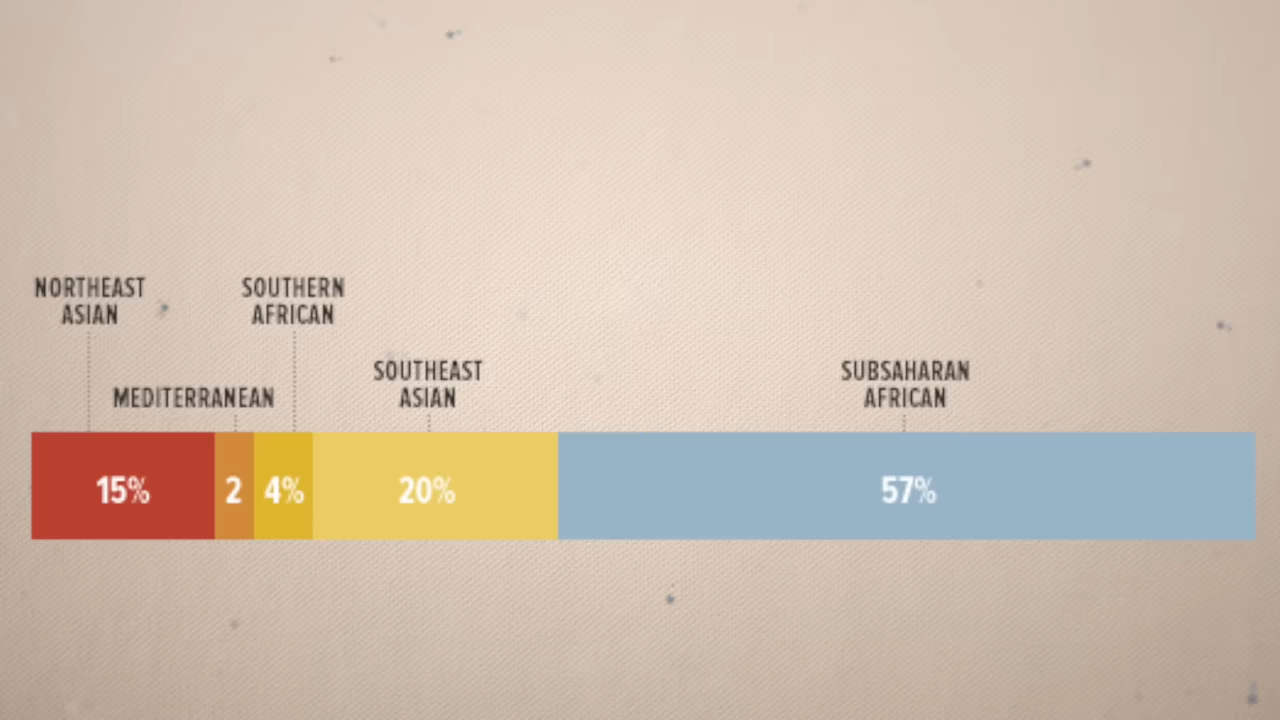 NORTHEAST
ASIAN
SOUTHERN
AFRICAN
MEDITERRANEAN
SOUTHEAST
ASIAN
SUBSAHARAN
AFRICAN
15%
2
4%
20%
57%